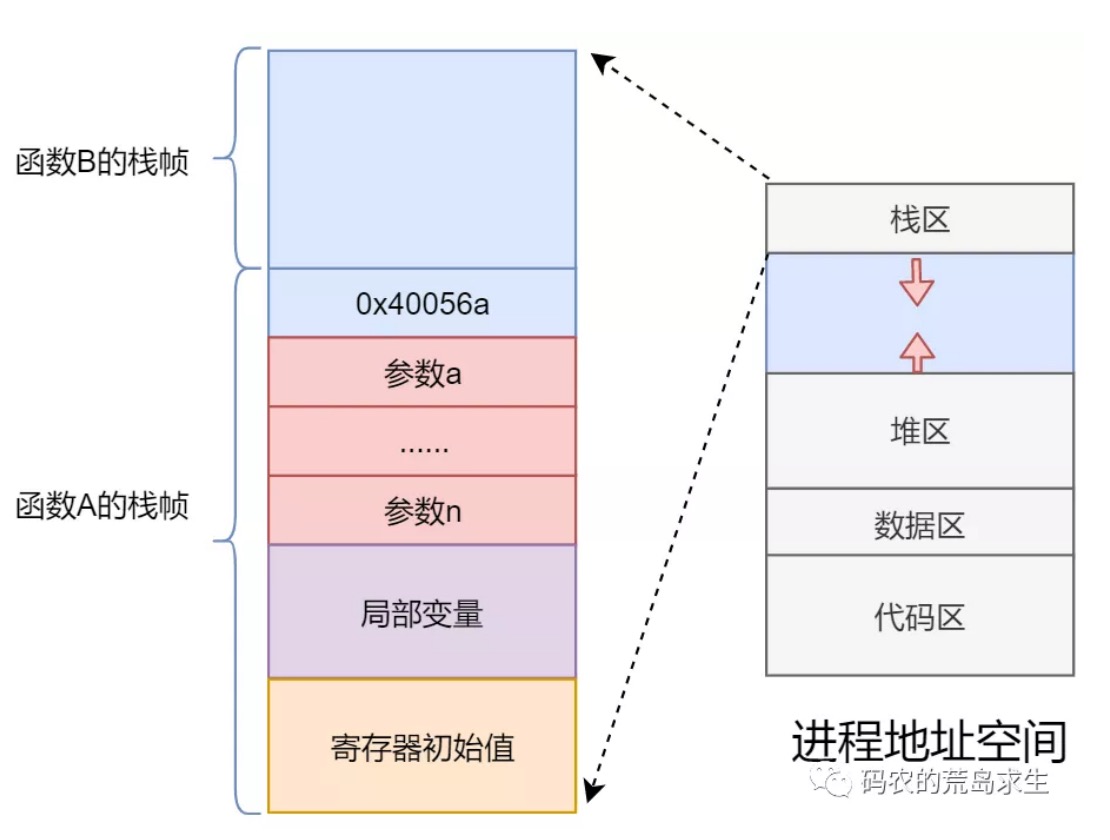 函数B的栈帧
0x40056a
参数a
......
参数n
函数A的栈帧
局部变量
寄存器初始值
栈区
堆区
数据区
代码区
进程地址空间
码农的荒岛求生